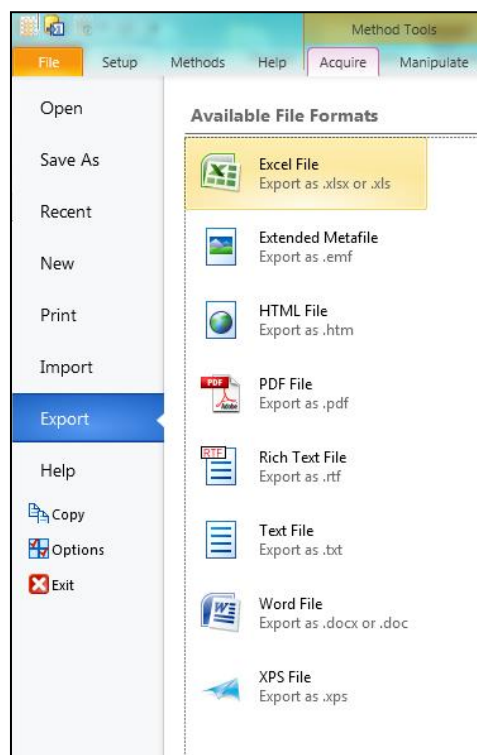 Method Tools
File Setup Methods Help Acquire Manipulate
Open
Save As
Recent
New
Print
Import
Export
Help
Copy
Options
Exit
Available File Formats
Excel File
Export as .xlsx or .xls
Extended Metafile
Export as .emf
HTML File
Export as .htm
PDF File
Export as .pdf
Rich Text File
Export as .rtf
Text File
Export as .txt
Word File
Export as .docx or .doc
XPS File
Export as .xps
PDF
Adobe
RTF
W